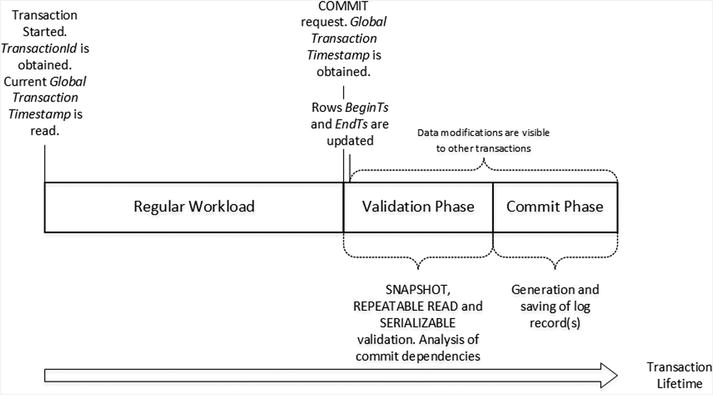 Transaction
Started.
TransactionId is
obtained.
Current Global
Transaction
Timestamp is
read.
COMMIT
request. Global
Transaction
Timestamp is
obtained.
Rows BeginTs
and EndTs are
updated
Data modifications are visible
to other transactions
Regular Workload
Validation Phase
Commit Phase
SNAPSHOT,
REPEATABLE READ and
SERIALIZABLE
validation. Analysis of
commit dependencies
Generation and
saving of log
record(s)
Transaction
Lifetime